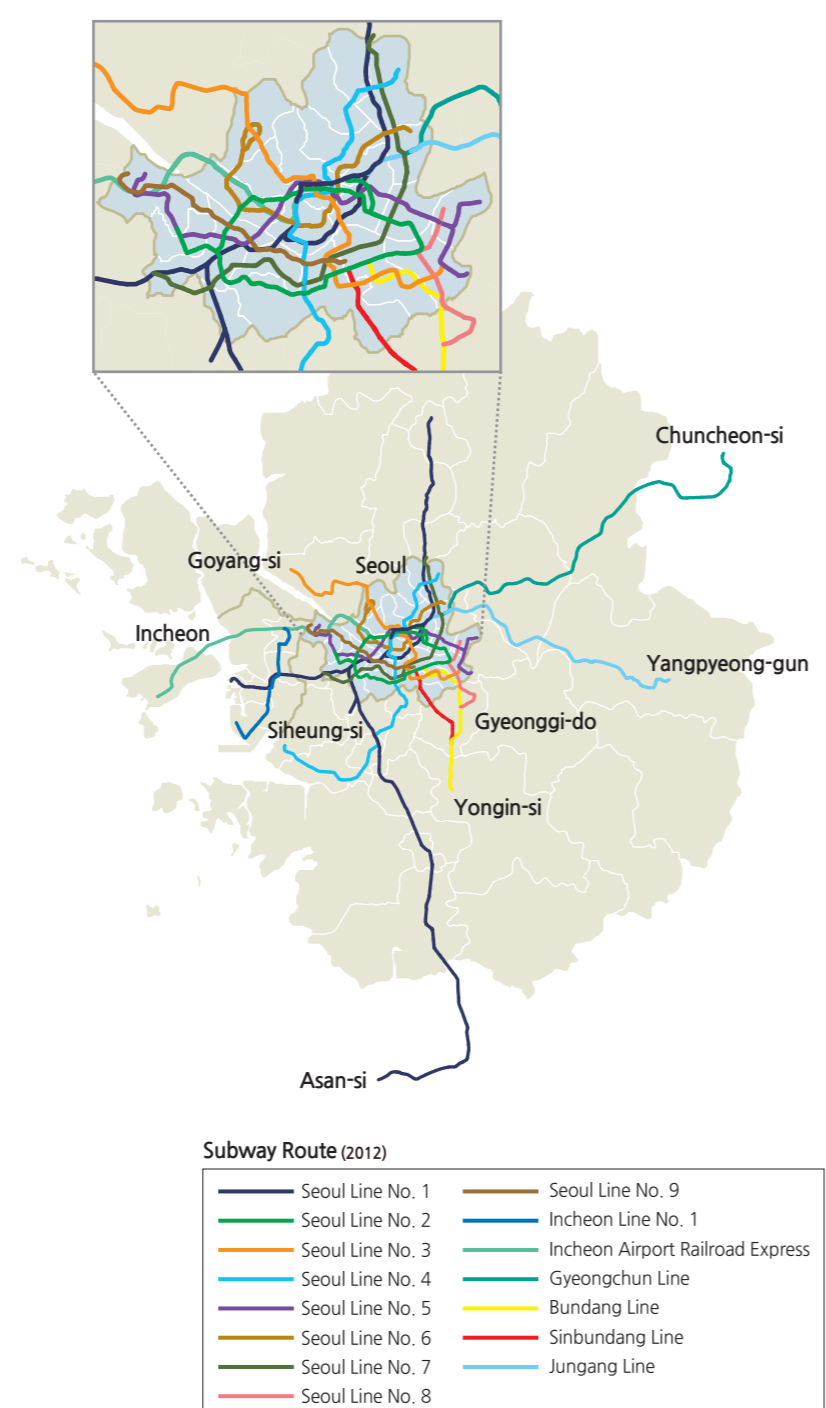 Chuncheon-si
Goyang-si
Seoul
Incheon
Yangpyeong-gun
Gyeonggi-do
Siheung-si
Yongin-si
Asan-si
Subway Route (2012)
Seoul Line No. 1
Seoul Line No. 2
Seoul Line No. 3
Seoul Line No. 4
Seoul Line No. 5
Seoul Line No. 6
Seoul Line No. 7
Seoul Line No. 8
Seoul Line No. 9
Incheon Line No. 1
Incheon Airport Railroad Express
Gyeongchun Line
Bundang Line
Sinbundang Line
Jungang Line